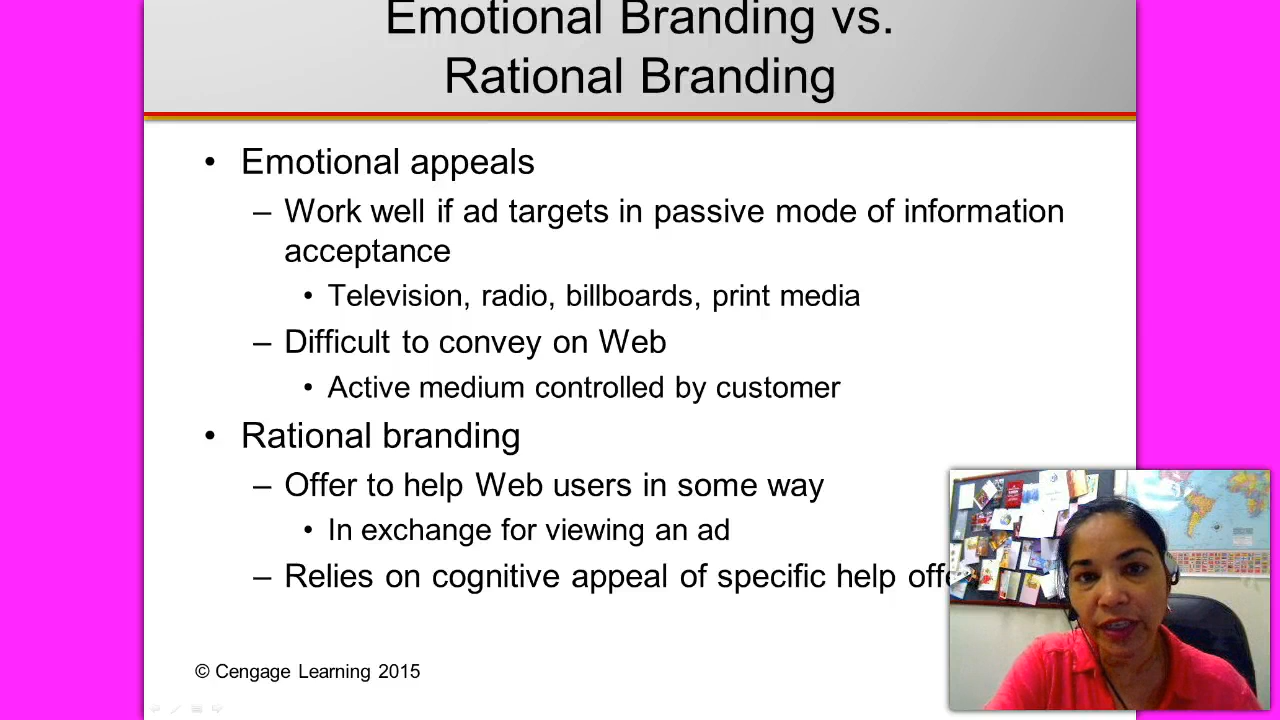 Emotional Branding vs.
Rational Branding
• Emotional appeals
– Work well if ad targets in passive mode of information
acceptance
• Television, radio, billboards, print media
– Difficult to convey on Web
• Active medium controlled by customer
• Rational branding
– Offer to help Web users in some way
• In exchange for viewing an ad
– Relies on cognitive appeal of specific help
© Cengage Learning 2015